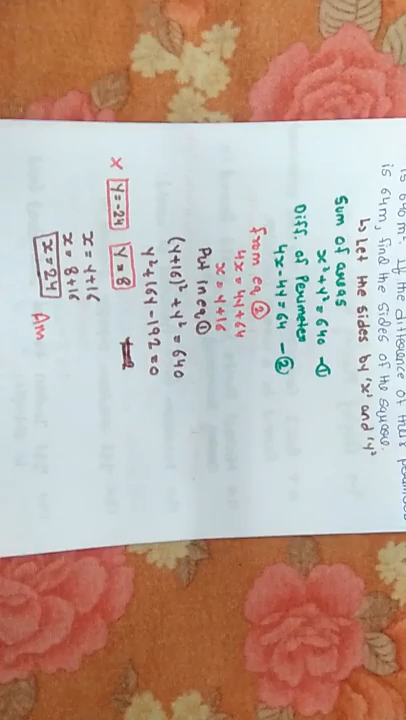 is 640 m². If the difference of their
is 64m, find the sides of the square.
↳ Let the sides be 'x' and 'y'
Sum of areas
x² + y² = 640 - ①
Diff. of Perimeter
4x - 4y = 64 - ②
from eq ②
4x = 4y + 64
x = y + 16
Put in eq ①
(y+16)² + y² = 640
y² + 16y - 192 = 0
× y = -24 y = 8
x = y + 16
x = 8 + 16
x = 24 Ans